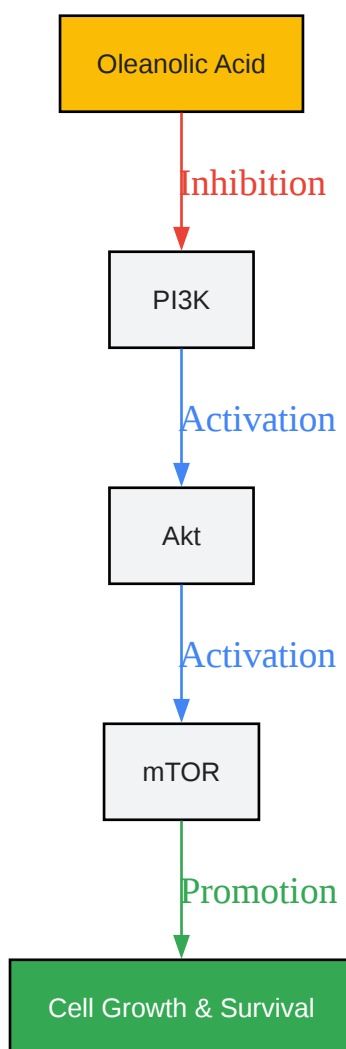 Oleanolic Acid
Inhibition
PI3K
Activation
Akt
Activation
mTOR
Promotion
Cell Growth & Survival